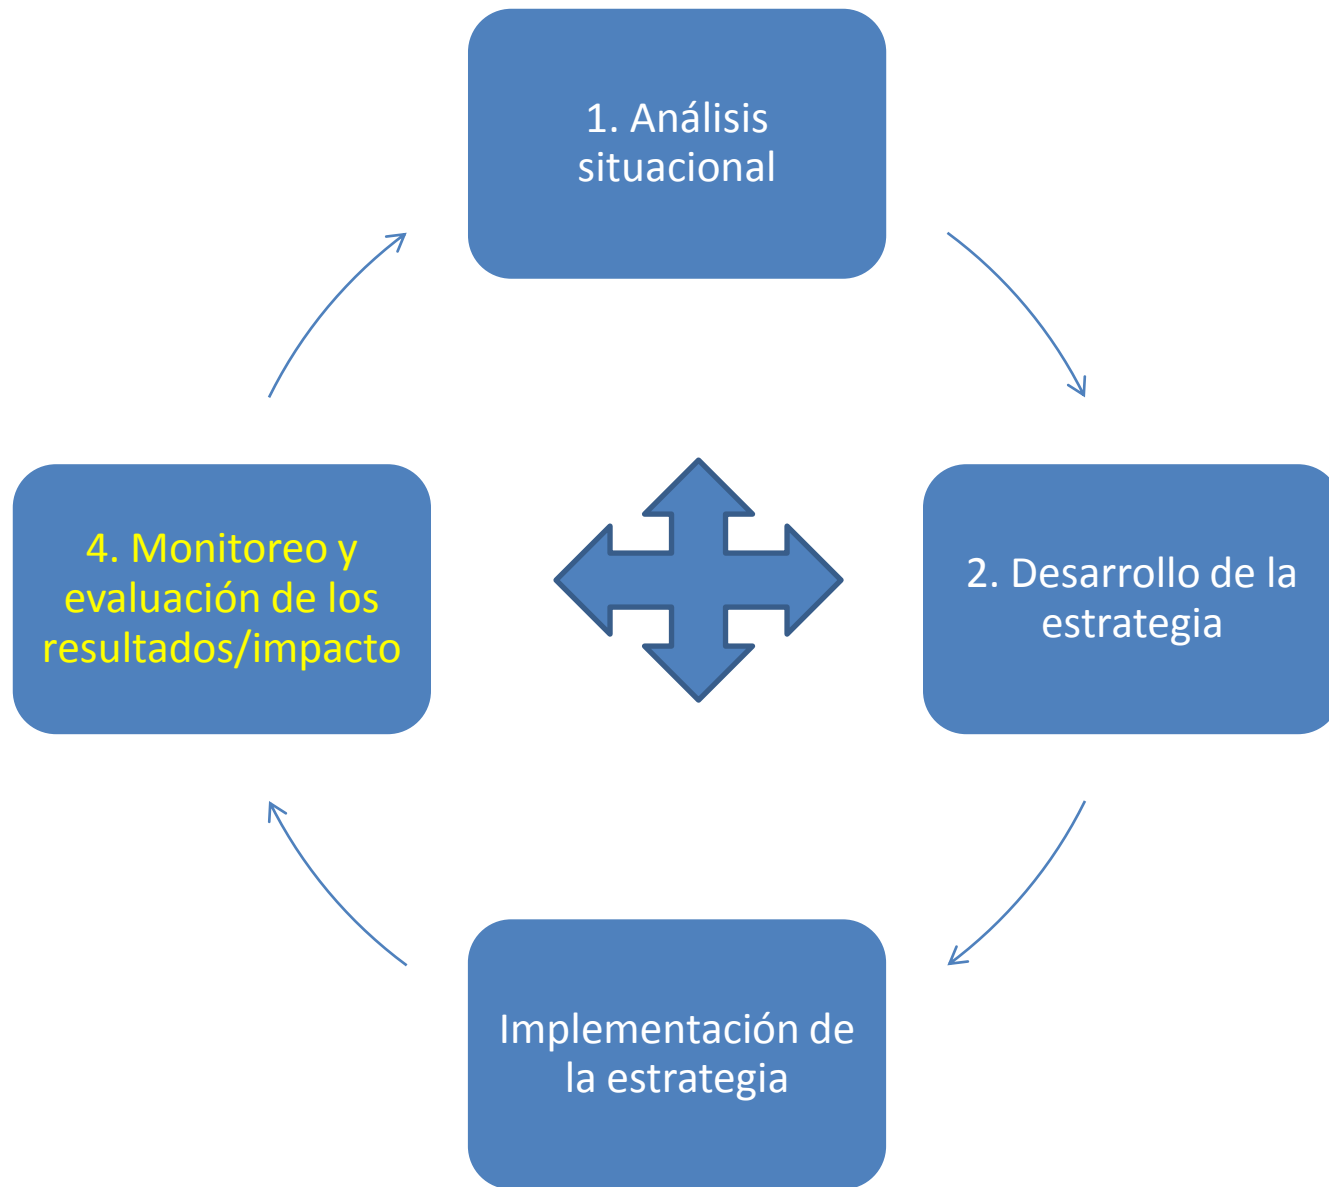 1. Análisis
situacional
2. Desarrollo de la
estrategia
Implementación de
la estrategia
4. Monitoreo y
evaluación de los
resultados/impacto